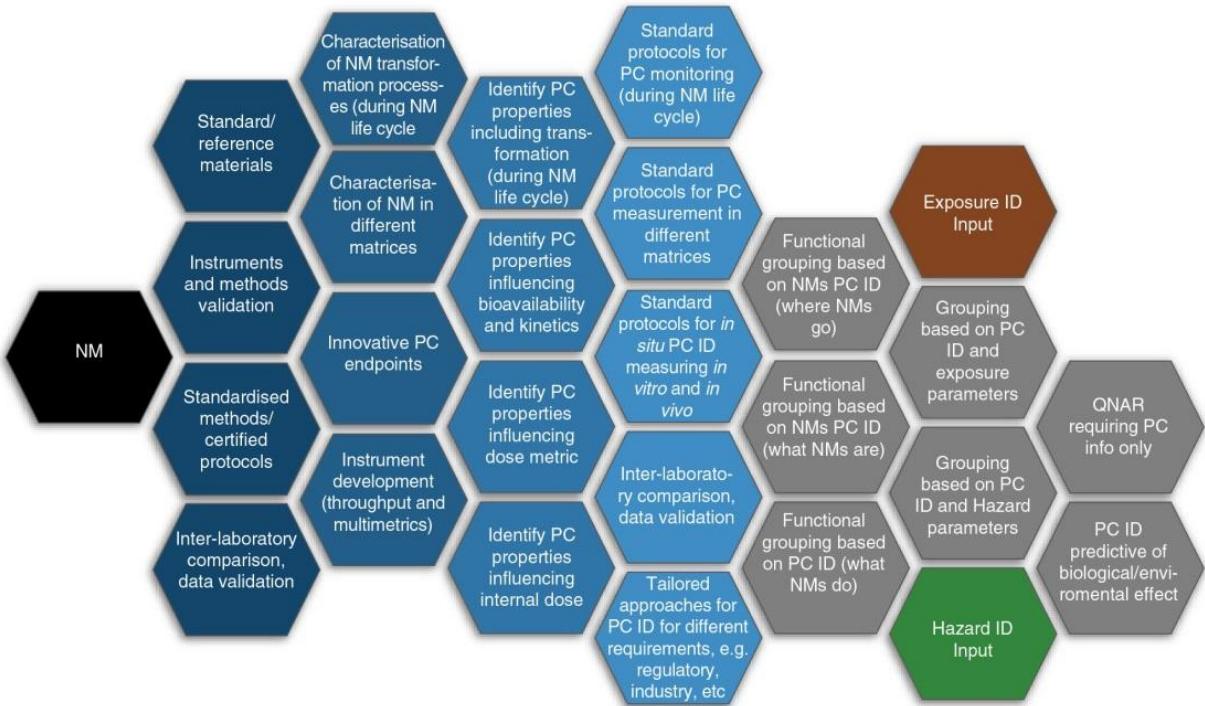 NM
Standard/
reference
materials
Instruments
and methods
validation
Standardised
methods/
certified
protocols
Inter-laboratory
comparison,
data validation
Characterisation
of NM transfor-
mation process-
es (during NM
life cycle
Characterisa-
tion of NM in
different
matrices
Innovative PC
endpoints
Instrument
development
(throughput and
multimetrics)
Identify PC
properties
including trans-
formation
(during NM
life cycle)
Identify PC
properties
influencing
bioavailability
and kinetics
Identify PC
properties
influencing
dose metric
Identify PC
properties
influencing
internal dose
Standard
protocols for
PC monitoring
(during NM life
cycle)
Standard
protocols for PC
measurement in
different
matrices
Standard
protocols for in
situ PC ID
measuring in
vitro and in
vivo
Inter-laborato-
ry comparison,
data validation
Tailored
approaches for
PC ID for different
requirements, e.g.
regulatory,
industry, etc
Functional
grouping based
on NMs PC ID
(where NMs
go)
Functional
grouping based
on NMs PC ID
(what NMs are)
Functional
grouping based
on PC ID (what
NMs do)
Exposure ID
Input
Grouping
based on PC
ID and
exposure
parameters
Grouping
based on PC
ID and Hazard
parameters
Hazard ID
Input
QNAR
requiring PC
info only
PC ID
predictive of
biological/envi-
romental effect